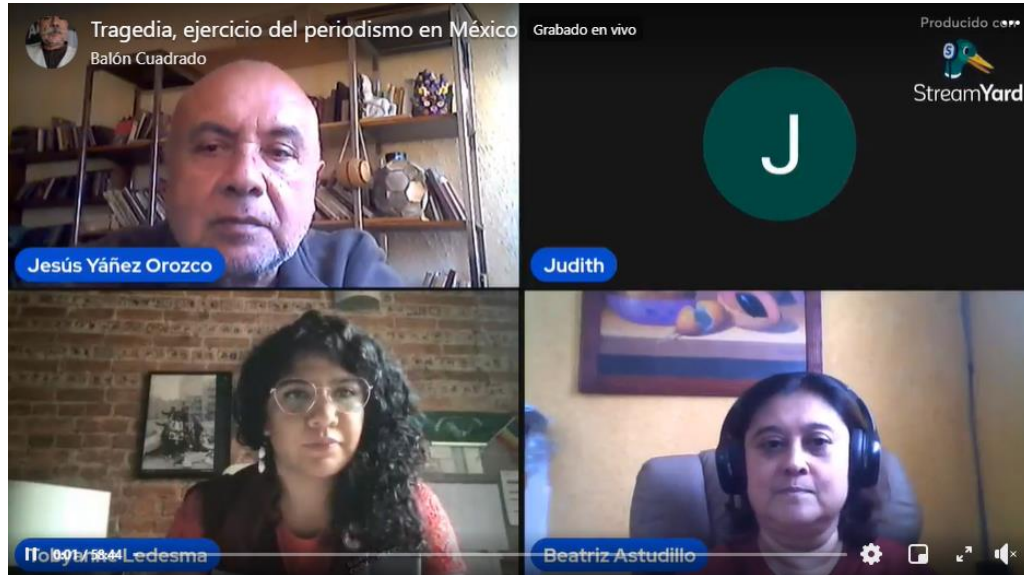 Tragedia, ejercicio del periodismo en México
Balón Cuadrado
Grabado en vivo
Producido con
StreamYard
Jesús Yáñez Orozco
J
Judith
0:01 / 58:44
Ledesma
Beatriz Astudillo